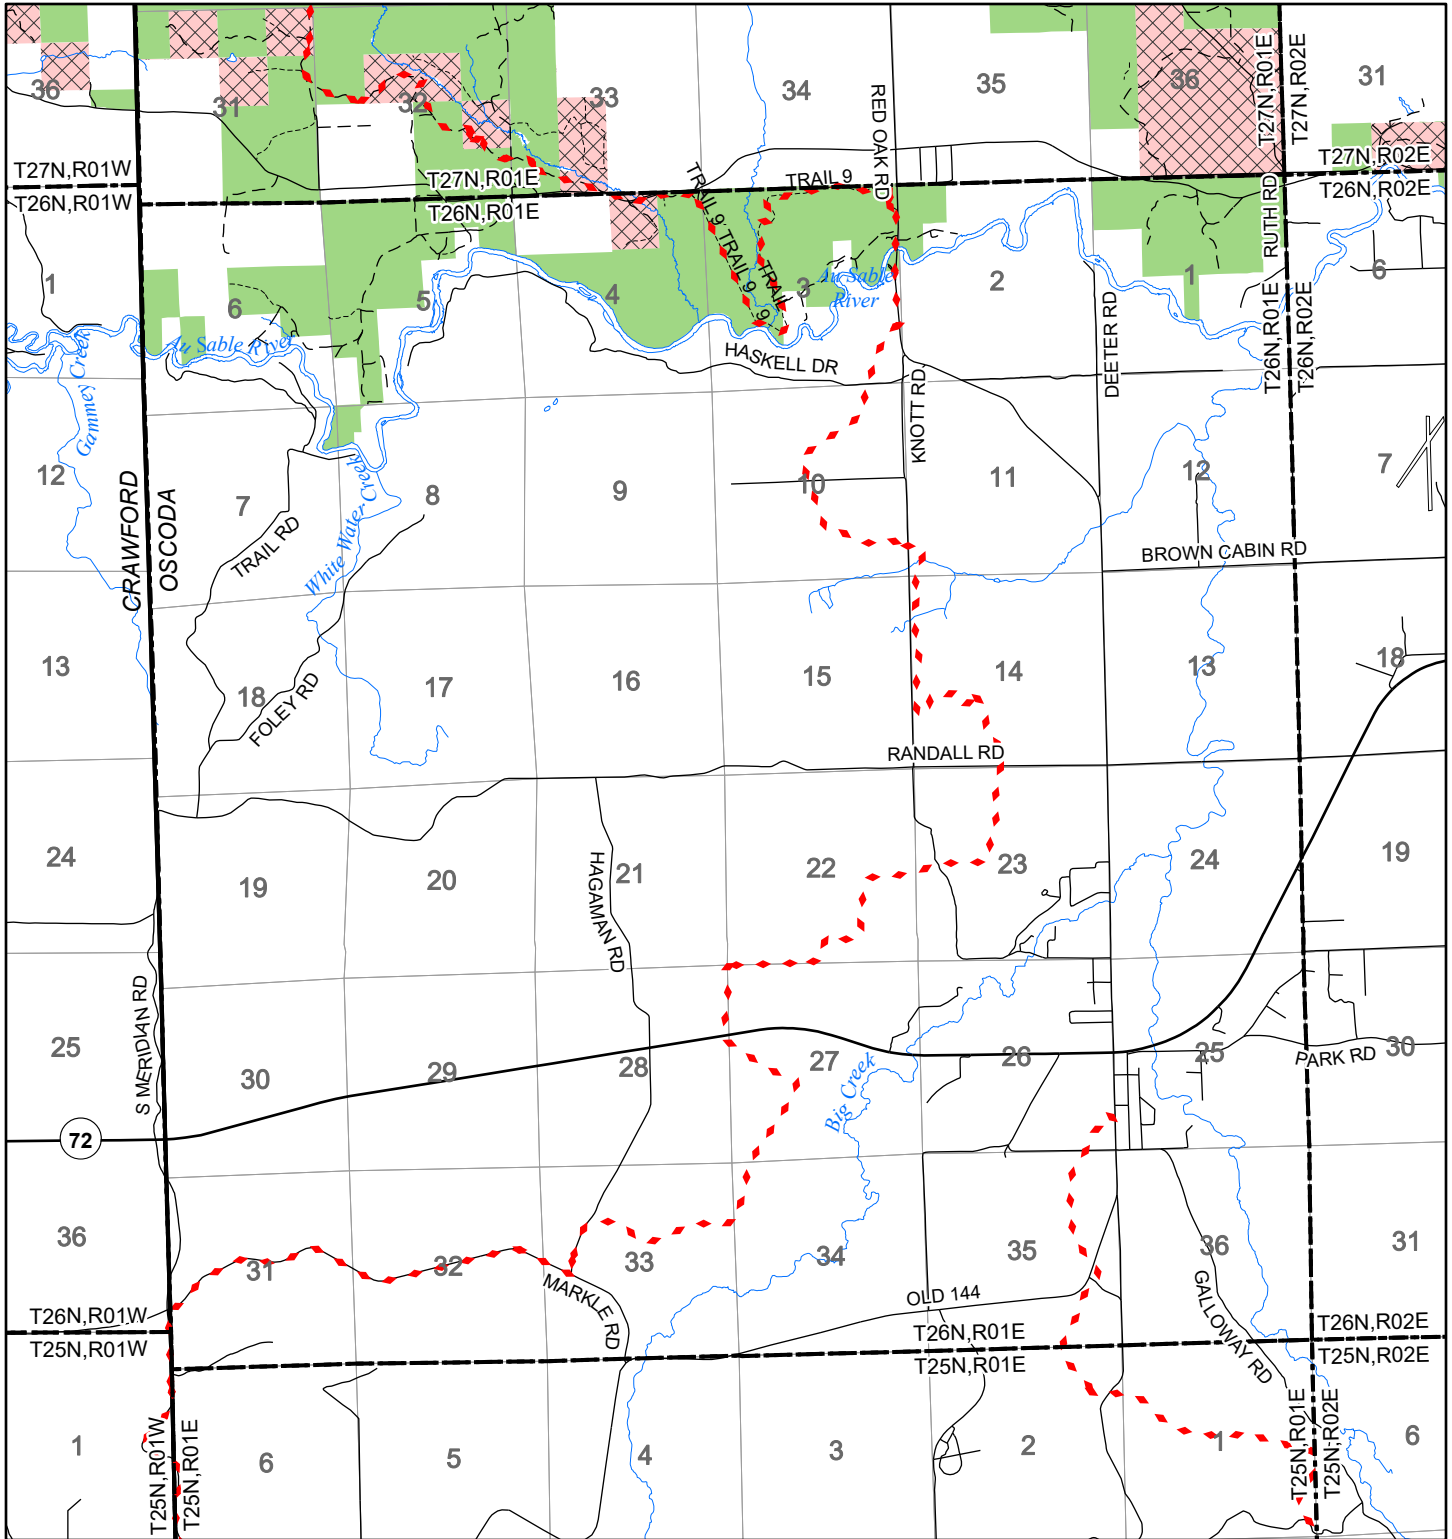 36
31
32
33
34
35
36
31
T27N,R01E
T27N,R02E
RED OAK RD
T27N,R01W
T26N,R01W
T27N,R01E
T26N,R01E
TRAIL 9
TRAIL 9
TRAIL 9
TRAIL 9
T27N,R02E
T26N,R02E
RUTH RD
1
6
5
4
3
2
1
6
Au Sable
River
Au Sable River
Gammey Creek
HASKELL DR
DEETER RD
T26N,R01E
T26N,R02E
KNOTT RD
12
7
8
9
10
11
12
7
CRAWFORD
OSCODA
TRAIL RD
White Water Creek
BROWN CABIN RD
13
18
17
16
15
14
13
18
FOLEY RD
RANDALL RD
24
19
20
21
22
23
24
19
HAGAMAN RD
S MERIDIAN RD
25
30
29
28
27
26
25
30
PARK RD
Big Creek
72
36
31
32
33
34
35
36
31
MARKLE RD
OLD 144
GALLOWAY RD
T26N,R01W
T25N,R01W
T26N,R01E
T25N,R01E
T26N,R02E
T25N,R02E
T25N,R01W
T25N,R01E
T25N,R01E
T25N,R02E
1
6
5
4
3
2
1
6